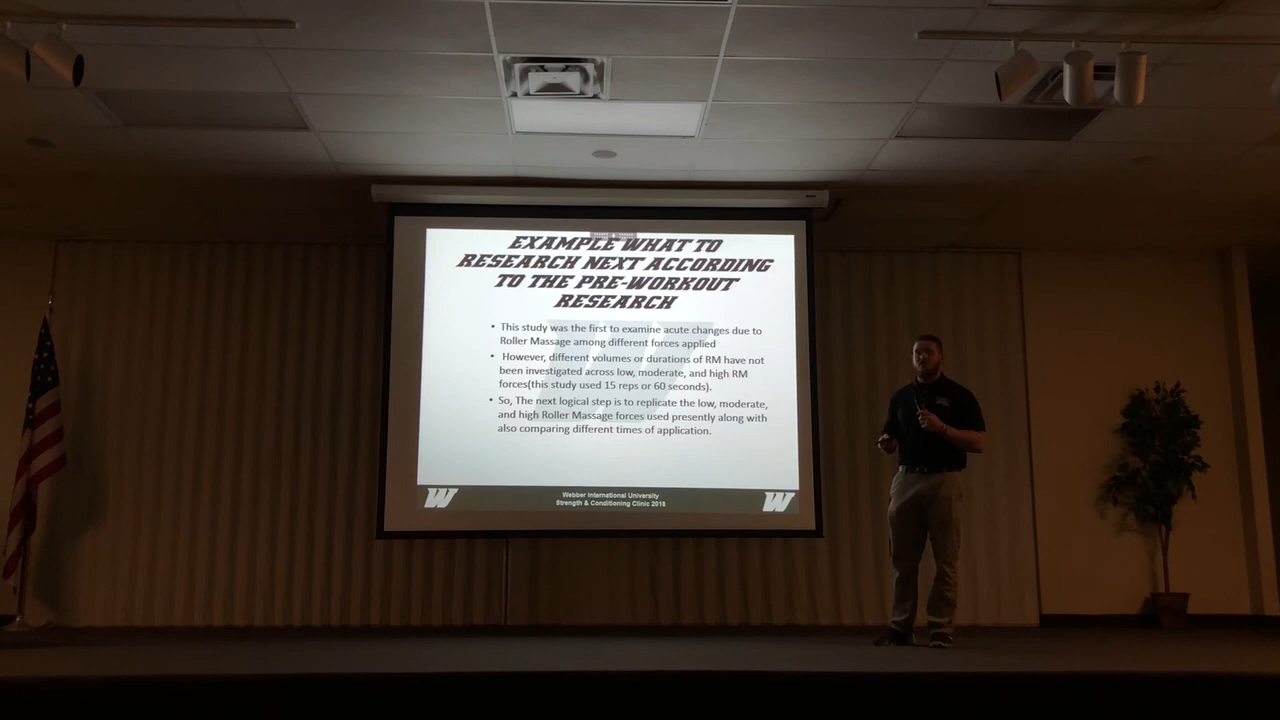 EXAMPLE WHAT TO
RESEARCH NEXT ACCORDING
TO THE PRE-WORKOUT
RESEARCH
• This study was the first to examine acute changes due to
Roller Massage among different forces applied
• However, different volumes or durations of RM have not
been investigated across low, moderate, and high RM
forces(this study used 15 reps or 60 seconds).
• So, The next logical step is to replicate the low, moderate,
and high Roller Massage forces used presently along with
also comparing different times of application.
W
Webber International University
Strength & Conditioning Clinic 2018
W